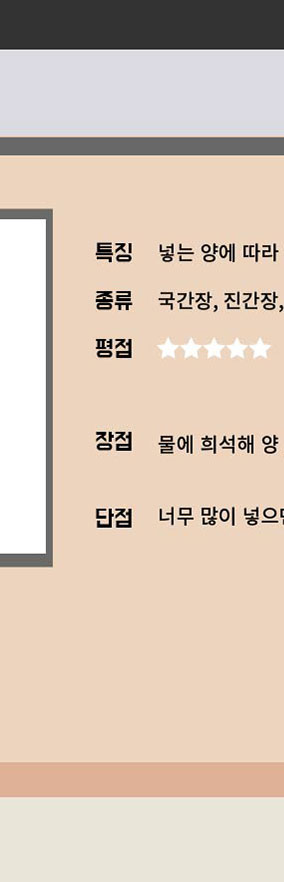 특징 넣는 양에 따라
종류 국간장, 진간장,
평점 ★★★★★
장점 물에 희석해 양
단점 너무 많이 넣으면